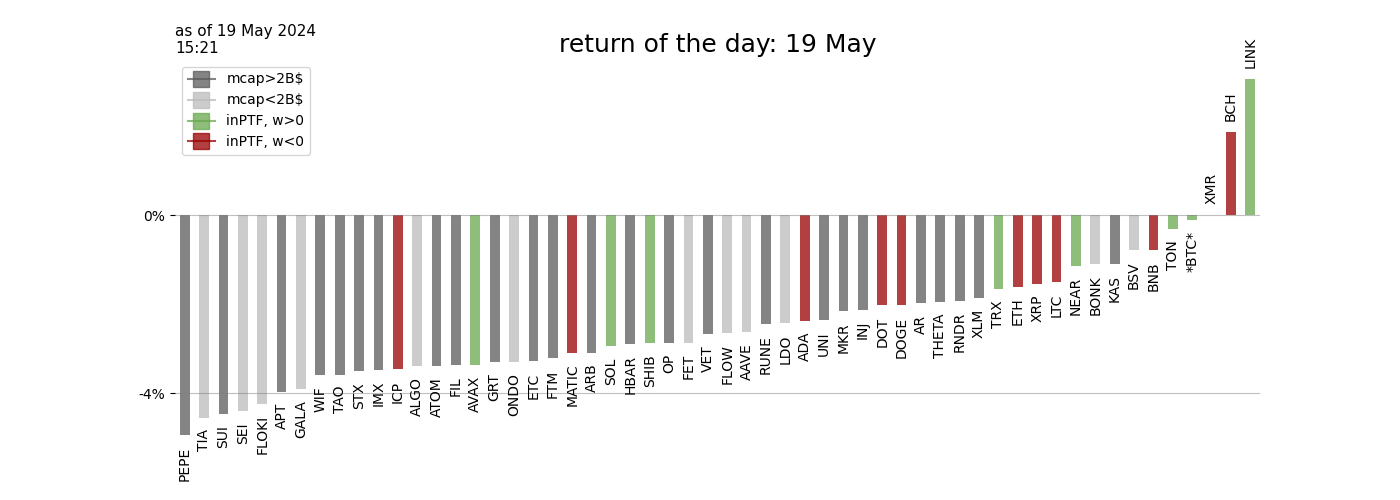 as of 19 May 2024
15:21
return of the day: 19 May
mcap>2B$
mcap<2B$
inPTF, w>0
inPTF, w<0
0%
-4%
PEPE
TIA
SUI
SEI
FLOKI
APT
GALA
WIF
TAO
STX
IMX
ICP
ALGO
ATOM
FIL
AVAX
GRT
ONDO
ETC
FTM
MATIC
ARB
SOL
HBAR
SHIB
OP
FET
VET
FLOW
AAVE
RUNE
LDO
ADA
UNI
MKR
INJ
DOT
DOGE
AR
THETA
RNDR
XLM
TRX
ETH
XRP
LTC
NEAR
BONK
KAS
BSV
BNB
TON
*BTC*
XMR
BCH
LINK